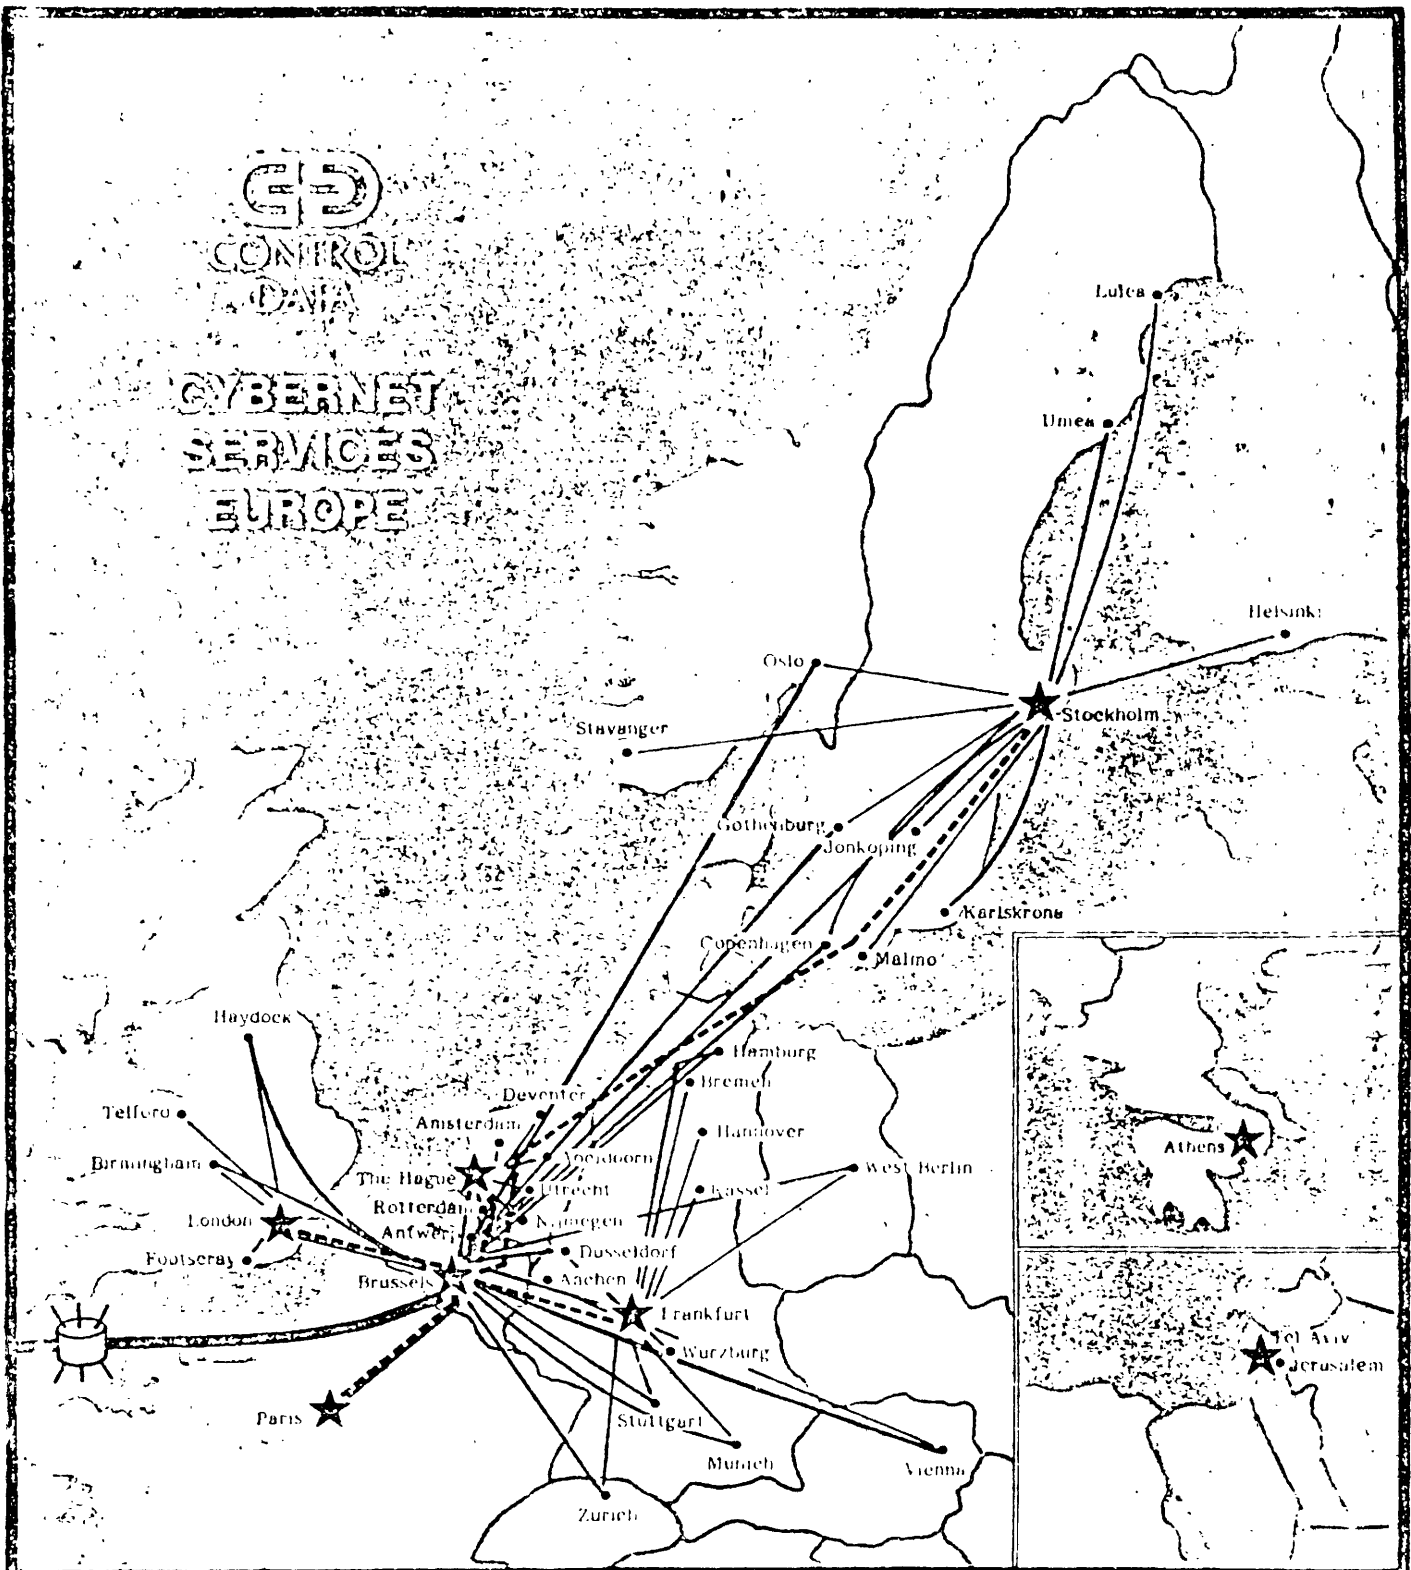 CONTROL
DATA
CYBERNET
SERVICES
EUROPE
Lulea
Umea
Helsinki
Oslo
Stockholm
Stavanger
Gothenburg
Jonkoping
Karlskrona
Copenhagen
Malmo
Haydock
Hamburg
Bremen
Deventer
Telford
Amsterdam
Hannover
Athens
Birmingham
Apeldoorn
West Berlin
The Hague
Utrecht
Kassel
Rotterdam
London
Nijmegen
Antwer
Footscray
Dusseldorf
Brussels
Aachen
Frankfurt
Tel Aviv
Wurzburg
Jerusalem
Paris
Stuttgart
Munich
Vienna
Zurich